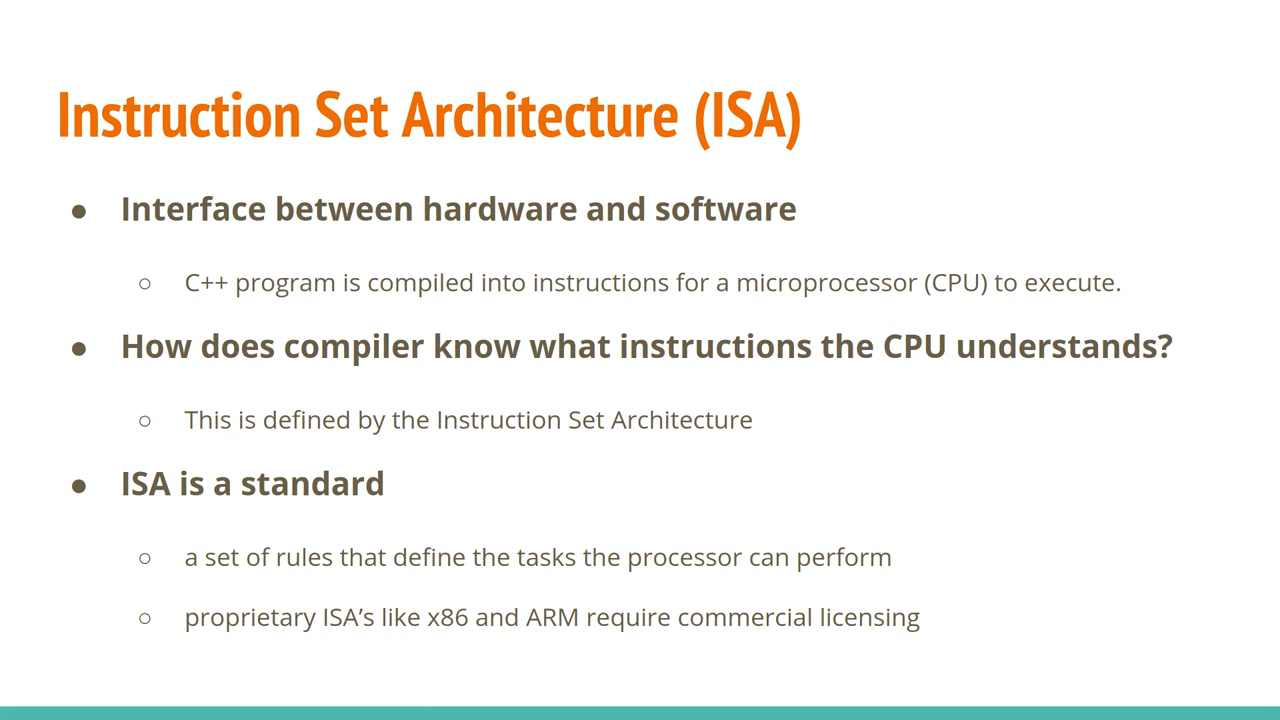 Instruction Set Architecture (ISA)
● Interface between hardware and software
○ C++ program is compiled into instructions for a microprocessor (CPU) to execute.
● How does compiler know what instructions the CPU understands?
○ This is defined by the Instruction Set Architecture
● ISA is a standard
○ a set of rules that define the tasks the processor can perform
○ proprietary ISA’s like x86 and ARM require commercial licensing